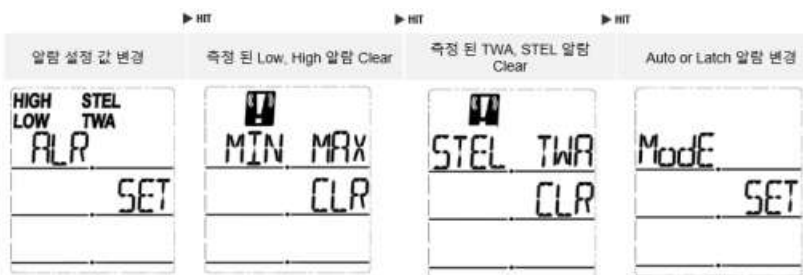 ▶ HIT ▶ HIT ▶ HIT
알람 설정 값 변경
측정 된 Low, High 알람 Clear
측정 된 TWA, STEL 알람
Clear
Auto or Latch 알람 변경
HIGH STEL
LOW TWA
ALR
SET
MIN MAX
CLR
STEL TWA
CLR
ModE
SET